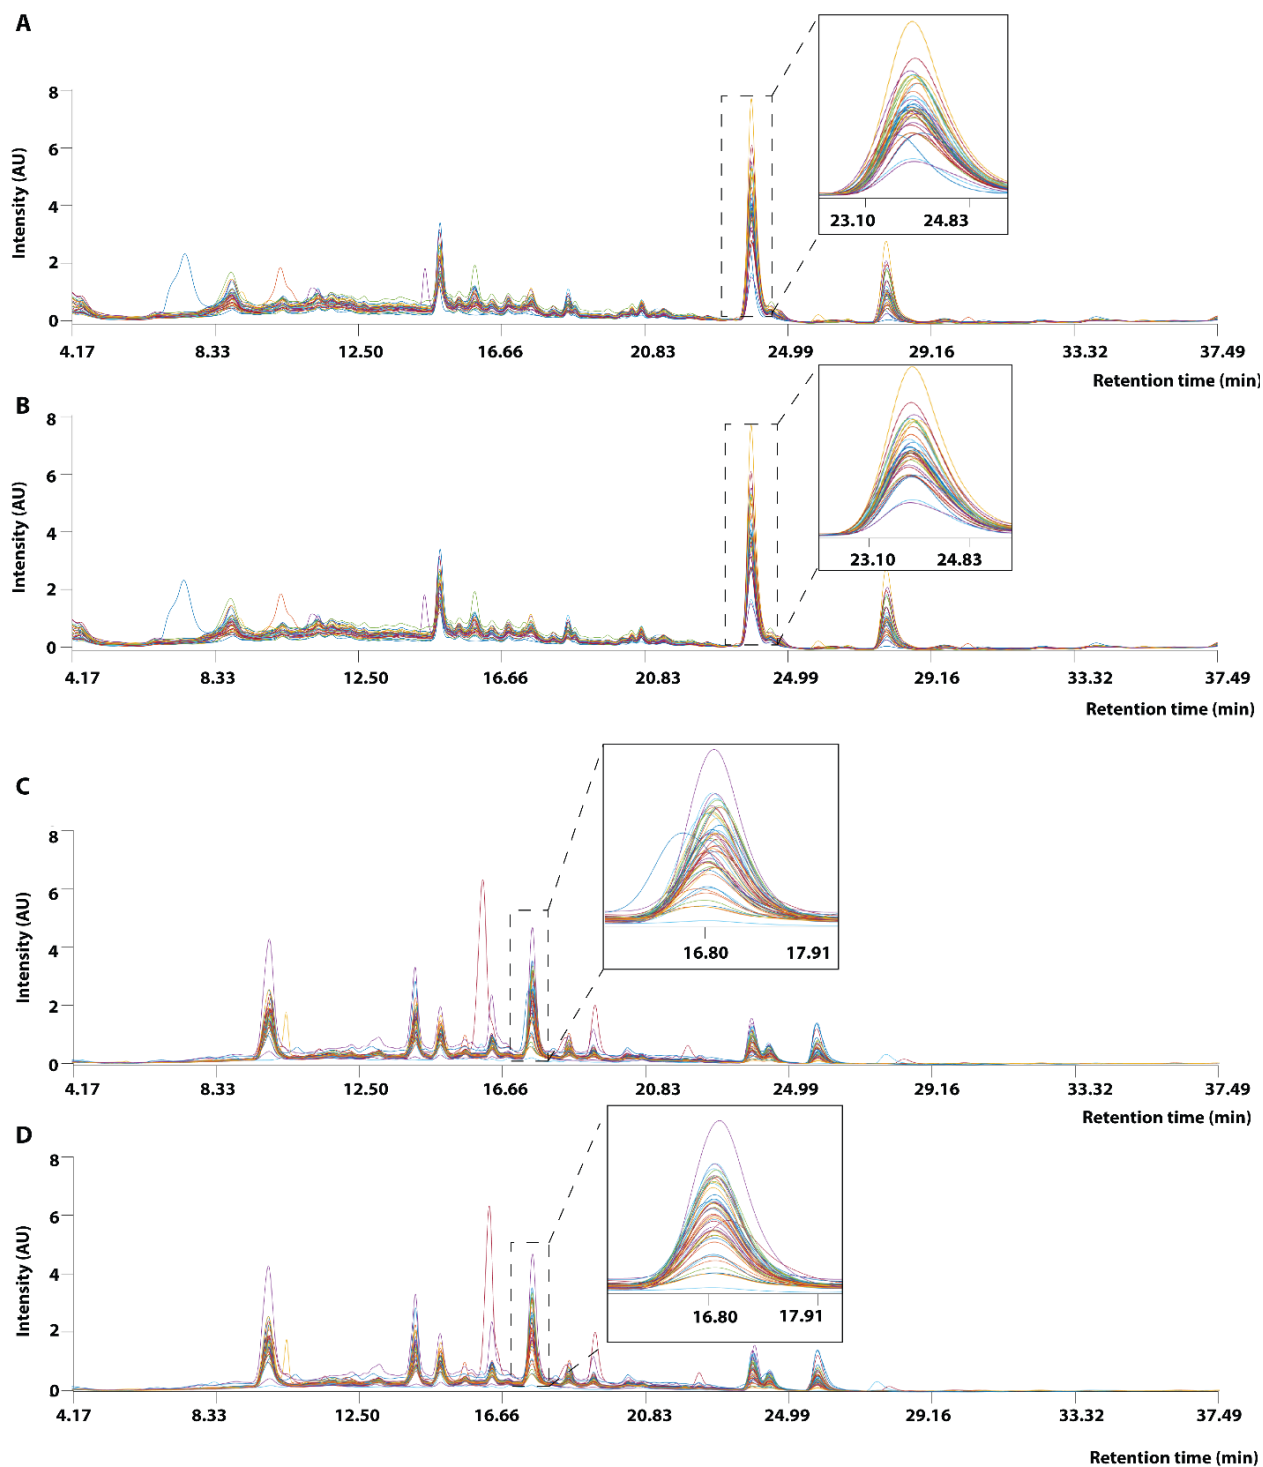 A
Intensity (AU)
8
6
4
2
0
23.10 24.83
4.17 8.33 12.50 16.66 20.83 24.99 29.16 33.32 37.49
Retention time (min)
B
Intensity (AU)
8
6
4
2
0
23.10 24.83
4.17 8.33 12.50 16.66 20.83 24.99 29.16 33.32 37.49
Retention time (min)
C
Intensity (AU)
8
6
4
2
0
16.80 17.91
4.17 8.33 12.50 16.66 20.83 24.99 29.16 33.32 37.49
Retention time (min)
D
Intensity (AU)
8
6
4
2
0
16.80 17.91
4.17 8.33 12.50 16.66 20.83 24.99 29.16 33.32 37.49
Retention time (min)